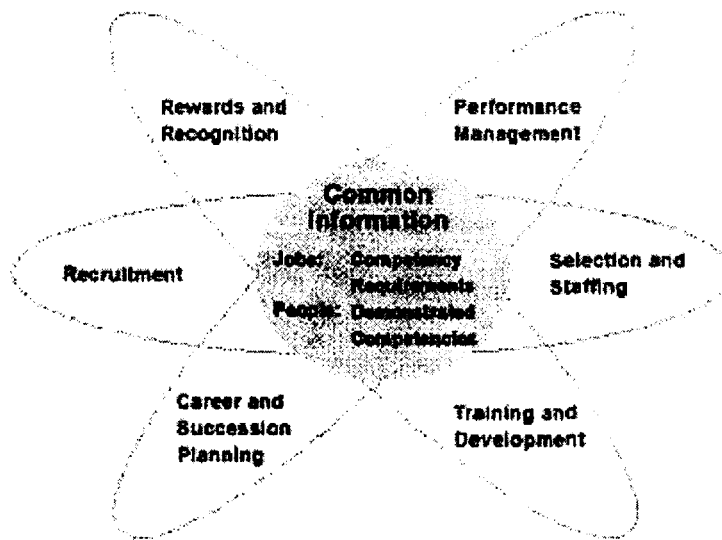 Rewards and
Recognition
Performance
Management
Common
Information
Jobs: Competency
Requirements
People: Demonstrated
Competencies
Recruitment
Selection and
Staffing
Career and
Succession
Planning
Training and
Development